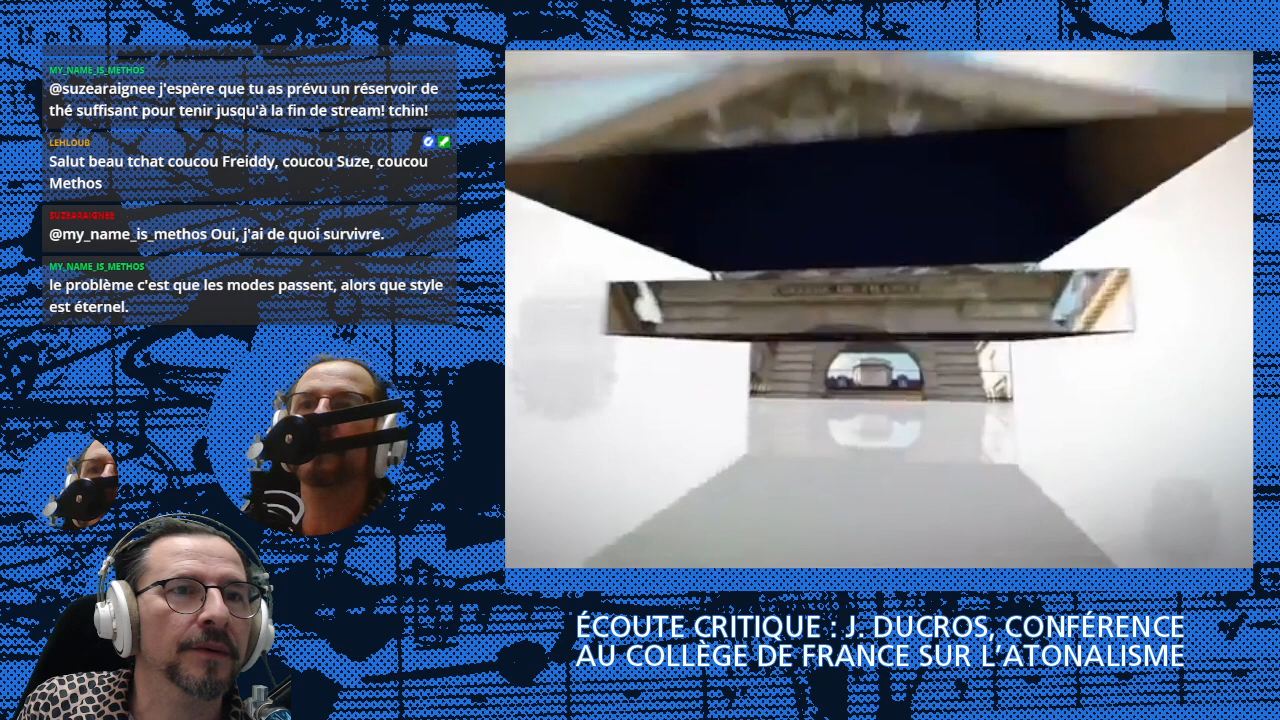 MY_NAME_IS_METHOS
@suzearaignee j'espère que tu as prévu un réservoir de
thé suffisant pour tenir jusqu'à la fin de stream! tchin!
LEHLOUB
Salut beau tchat coucou Freiddy, coucou Suze, coucou
Methos
SUZEARAIGNEE
@my_name_is_methos Oui, j'ai de quoi survivre.
MY_NAME_IS_METHOS
le problème c'est que les modes passent, alors que style
est éternel.
ÉCOUTE CRITIQUE : J. DUCROS, CONFÉRENCE
AU COLLÈGE DE FRANCE SUR L'ATONALISME